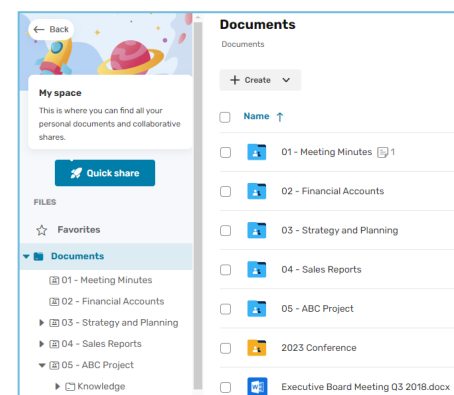 Back
My space
This is where you can find all your
personal documents and collaborative
shares.
Quick share
FILES
Favorites
Documents
01 - Meeting Minutes
02 - Financial Accounts
03 - Strategy and Planning
04 - Sales Reports
05 - ABC Project
Knowledge
Documents
Documents
Create
Name
01 - Meeting Minutes 1
02 - Financial Accounts
03 - Strategy and Planning
04 - Sales Reports
05 - ABC Project
2023 Conference
Executive Board Meeting Q3 2018.docx